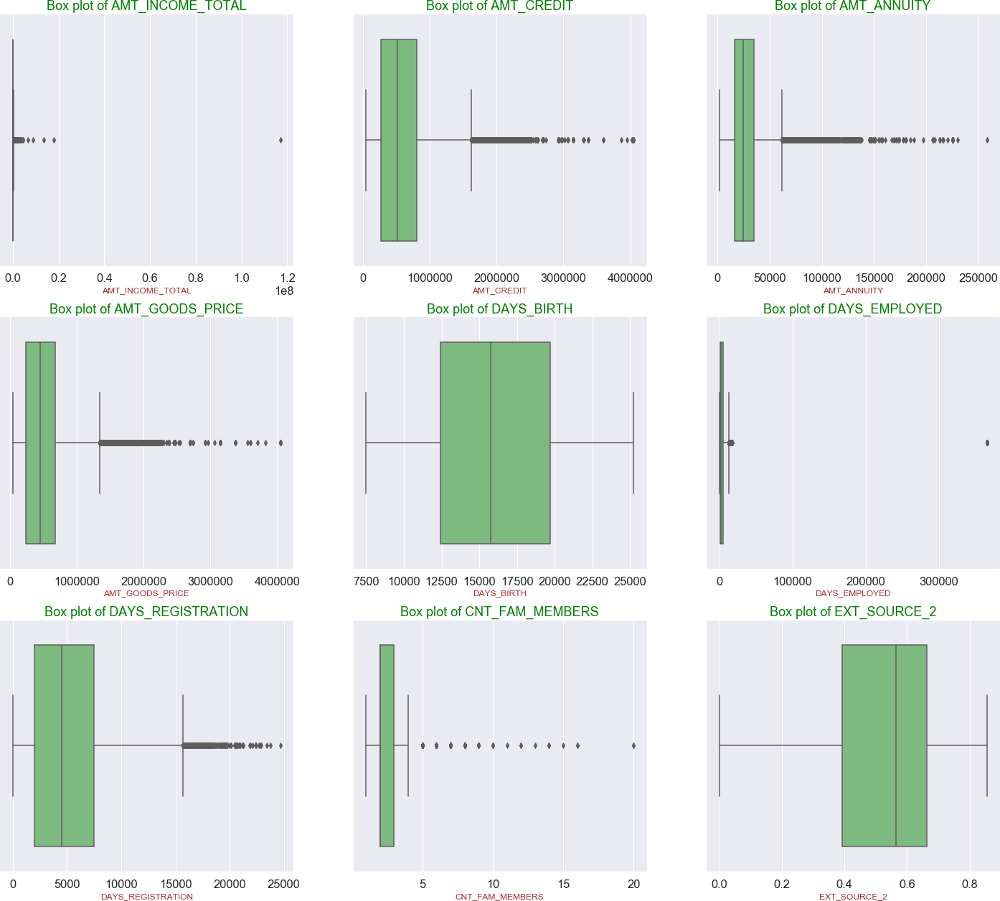 Box plot of AMT_INCOME_TOTAL
Box plot of AMT_CREDIT
Box plot of AMT_ANNUITY
0.0 0.2 0.4 0.6 0.8 1.0 1.2
1e8
AMT_INCOME_TOTAL
0 1000000 2000000 3000000 4000000
AMT_CREDIT
0 50000 100000 150000 200000 250000
AMT_ANNUITY
Box plot of AMT_GOODS_PRICE
Box plot of DAYS_BIRTH
Box plot of DAYS_EMPLOYED
0 1000000 2000000 3000000 4000000
AMT_GOODS_PRICE
7500 10000 12500 15000 17500 20000 22500 25000
DAYS_BIRTH
0 100000 200000 300000
DAYS_EMPLOYED
Box plot of DAYS_REGISTRATION
Box plot of CNT_FAM_MEMBERS
Box plot of EXT_SOURCE_2
0 5000 10000 15000 20000 25000
DAYS_REGISTRATION
5 10 15 20
CNT_FAM_MEMBERS
0.0 0.2 0.4 0.6 0.8
EXT_SOURCE_2